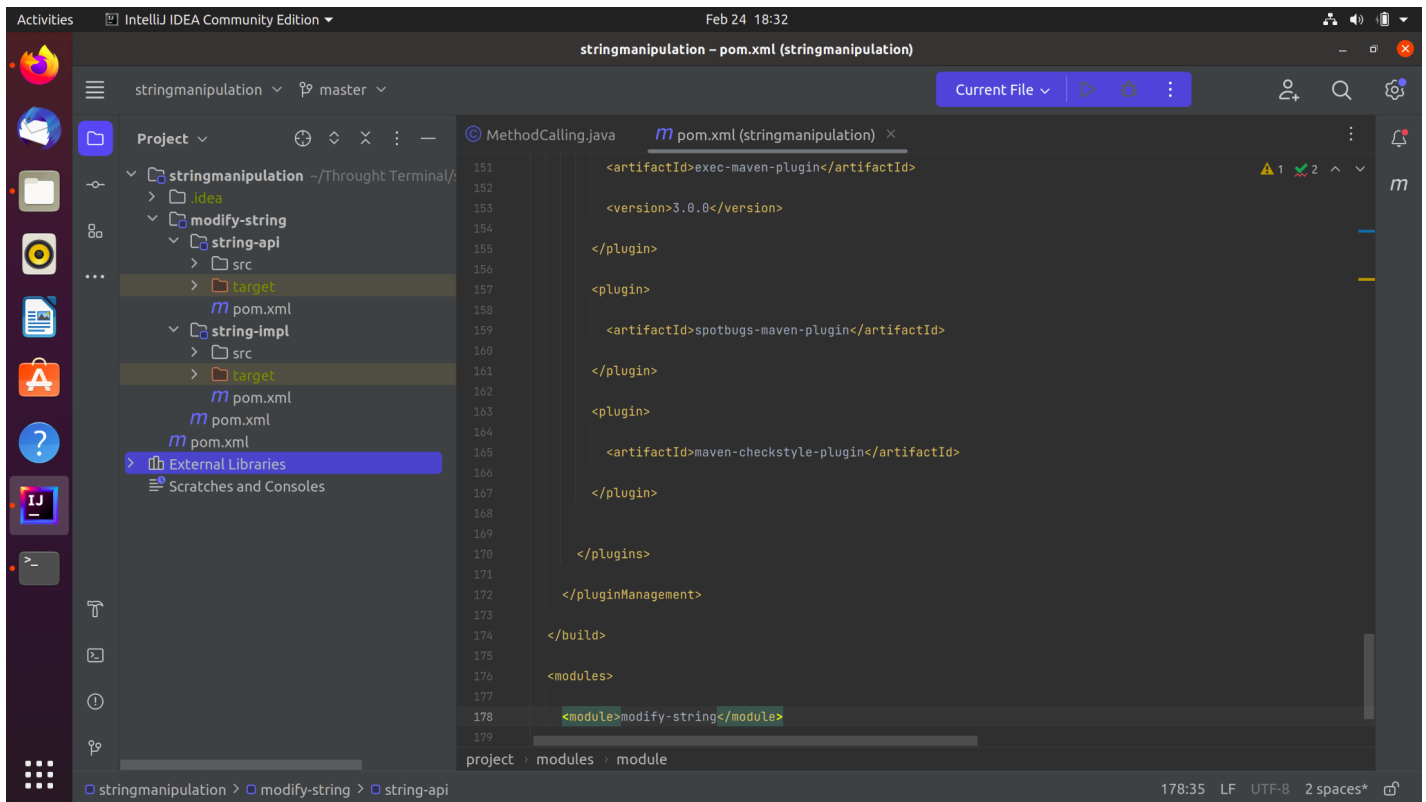 Activities
IntelliJ IDEA Community Edition
Feb 24 18:32
stringmanipulation – pom.xml (stringmanipulation)
stringmanipulation
master
Current File
Project
stringmanipulation ~/Throught Terminal/
.idea
modify-string
string-api
src
target
pom.xml
string-impl
src
target
pom.xml
pom.xml
pom.xml
External Libraries
Scratches and Consoles
MethodCalling.java
pom.xml (stringmanipulation)
1 2
151 <artifactId>exec-maven-plugin</artifactId>
152
153 <version>3.0.0</version>
154
155 </plugin>
156
157 <plugin>
158
159 <artifactId>spotbugs-maven-plugin</artifactId>
160
161 </plugin>
162
163 <plugin>
164
165 <artifactId>maven-checkstyle-plugin</artifactId>
166
167 </plugin>
168
169
170 </plugins>
171
172 </pluginManagement>
173
174 </build>
175
176 <modules>
177
178 <module>modify-string</module>
179
project › modules › module
stringmanipulation > modify-string > string-api
178:35 LF UTF-8 2 spaces*